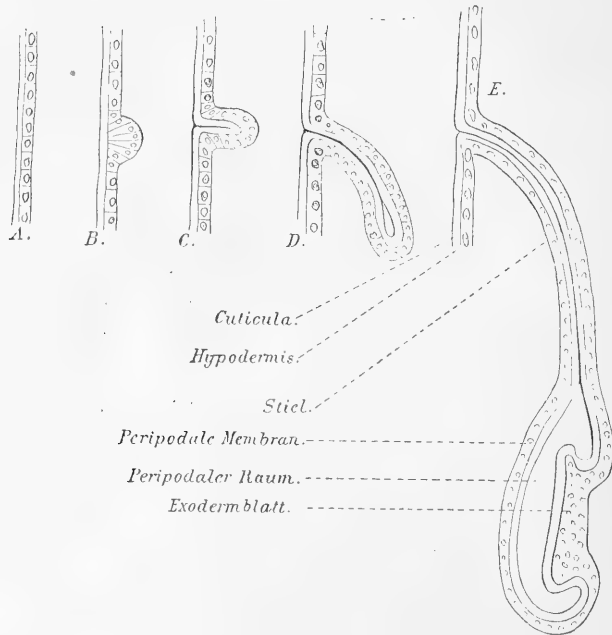 E.
A.
B.
C.
D.
Cuticula.
Hypodermis.
Stiel.
Peripodale Membran.
Peripodaler Raum.
Exodermblatt.